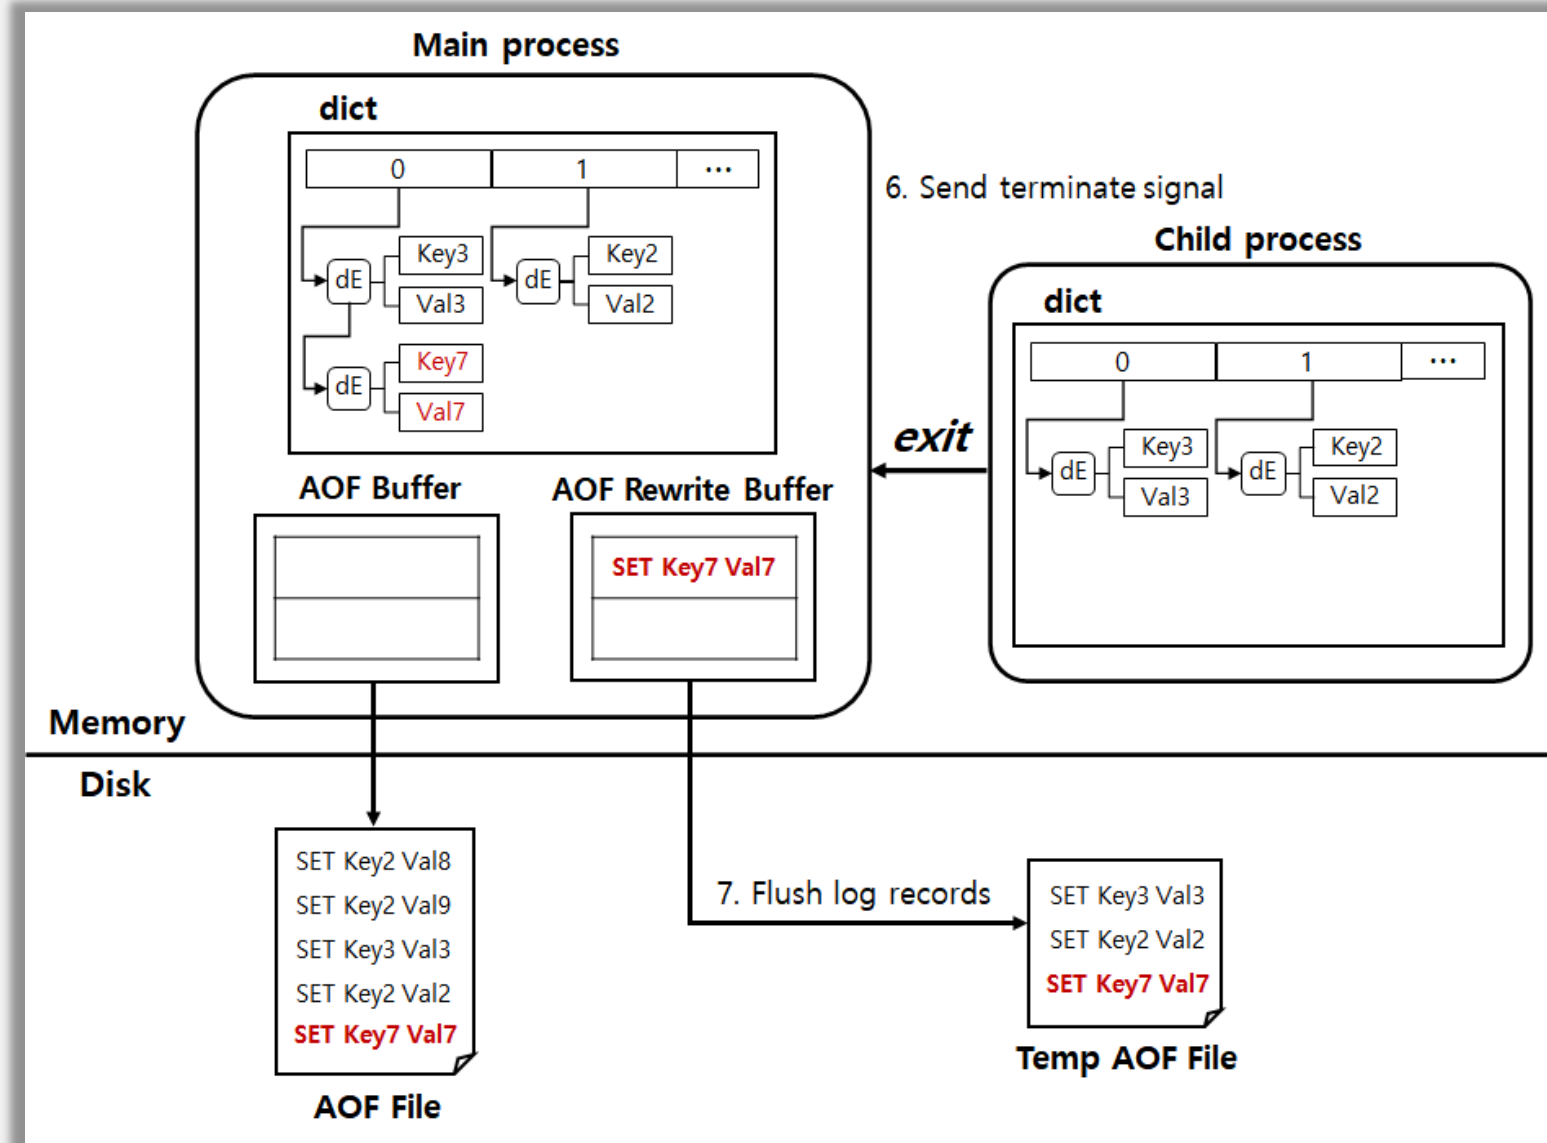 Main process
dict
0 1 ...
Key3
dE
Val3
Key2
dE
Val2
Key7
dE
Val7
6. Send terminate signal
Child process
dict
0 1 ...
Key3
dE
Val3
Key2
dE
Val2
exit
AOF Buffer
AOF Rewrite Buffer
SET Key7 Val7
Memory
Disk
SET Key2 Val8
SET Key2 Val9
SET Key3 Val3
SET Key2 Val2
SET Key7 Val7
AOF File
7. Flush log records
SET Key3 Val3
SET Key2 Val2
SET Key7 Val7
Temp AOF File